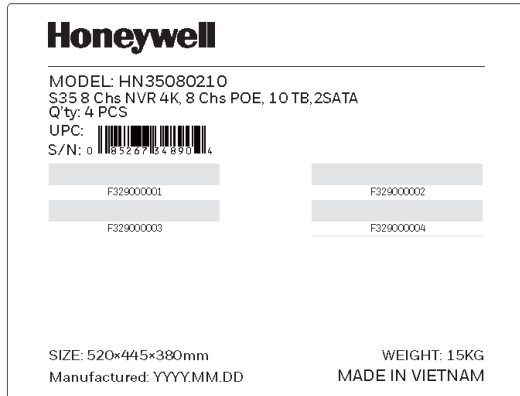 Honeywell
MODEL: HN35080210
S35 8 Chs NVR 4K, 8 Chs POE, 10 TB,2SATA
Q'ty: 4 PCS
UPC:
S/N: 0 85267 34890 4
F329000001 F329000002
F329000003 F329000004
SIZE: 520×445×380mm WEIGHT: 15KG
Manufactured: YYYY.MM.DD MADE IN VIETNAM